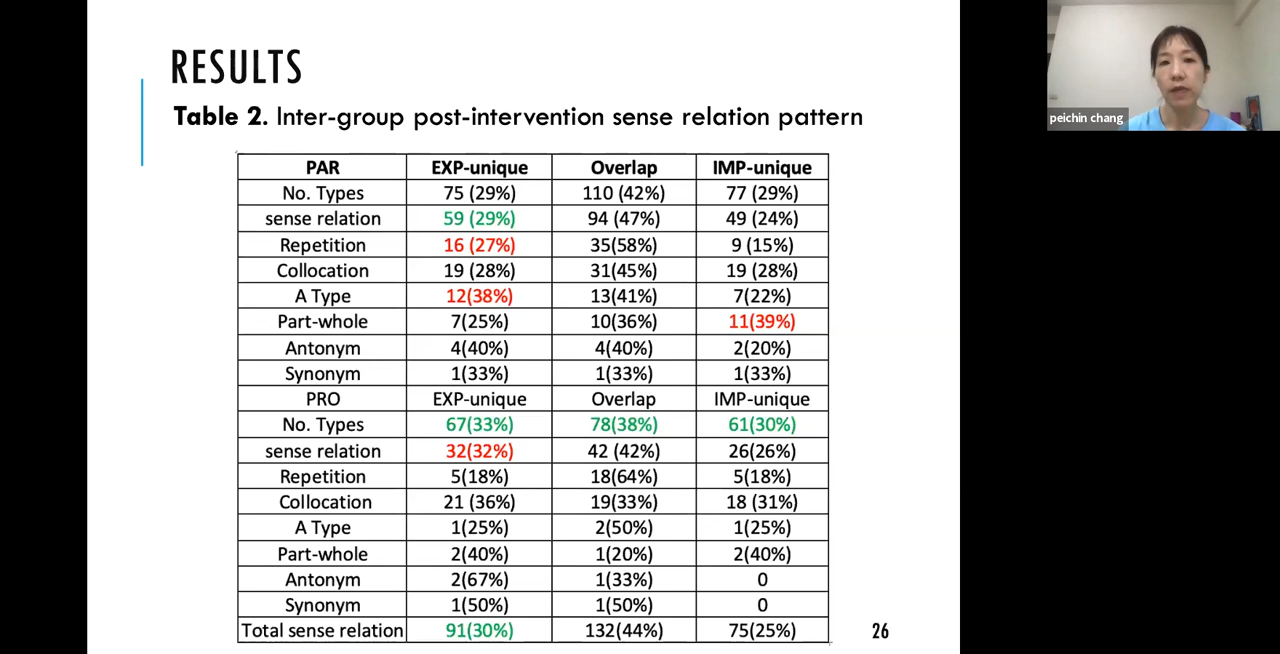 RESULTS
Table 2. Inter-group post-intervention sense relation pattern
peichin chang
PAR EXP-unique Overlap IMP-unique
No. Types 75 (29%) 110 (42%) 77 (29%)
sense relation 59 (29%) 94 (47%) 49 (24%)
Repetition 16 (27%) 35(58%) 9 (15%)
Collocation 19 (28%) 31(45%) 19 (28%)
A Type 12(38%) 13(41%) 7(22%)
Part-whole 7(25%) 10(36%) 11(39%)
Antonym 4(40%) 4(40%) 2(20%)
Synonym 1(33%) 1(33%) 1(33%)
PRO EXP-unique Overlap IMP-unique
No. Types 67(33%) 78(38%) 61(30%)
sense relation 32(32%) 42 (42%) 26(26%)
Repetition 5(18%) 18(64%) 5(18%)
Collocation 21 (36%) 19(33%) 18 (31%)
A Type 1(25%) 2(50%) 1(25%)
Part-whole 2(40%) 1(20%) 2(40%)
Antonym 2(67%) 1(33%) 0
Synonym 1(50%) 1(50%) 0
Total sense relation 91(30%) 132(44%) 75(25%)
26